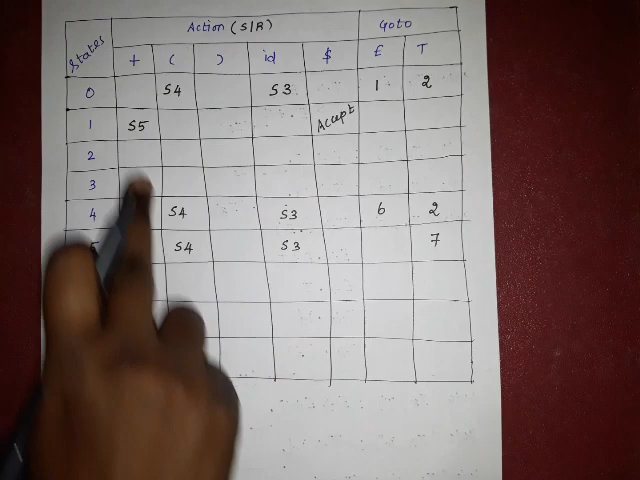 States Action (S|R) Goto
+ ( ) id $ E T
0 S4 S3 1 2
1 S5 Accept
2
3
4 S4 S3 6 2
S4 S3 7